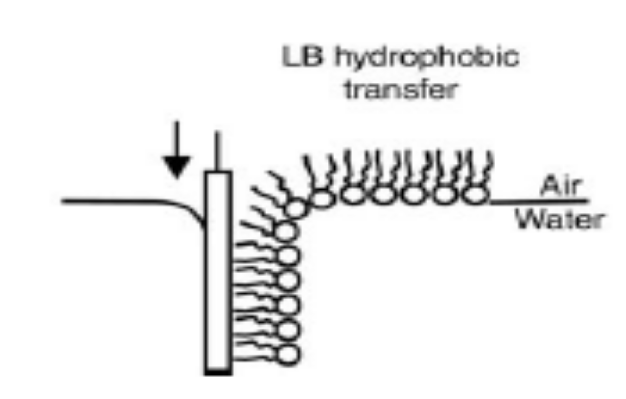 LB hydrophobic
transfer
Air
Water